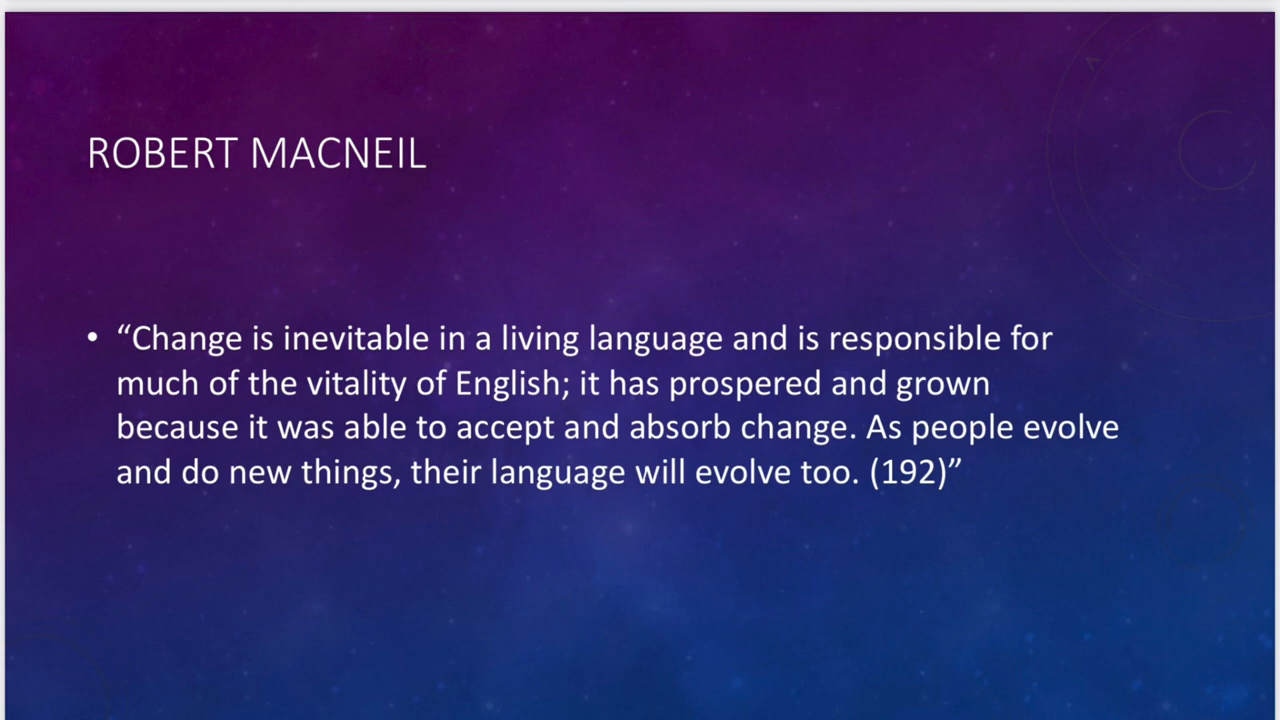 ROBERT MACNEIL
• “Change is inevitable in a living language and is responsible for
much of the vitality of English; it has prospered and grown
because it was able to accept and absorb change. As people evolve
and do new things, their language will evolve too. (192)”